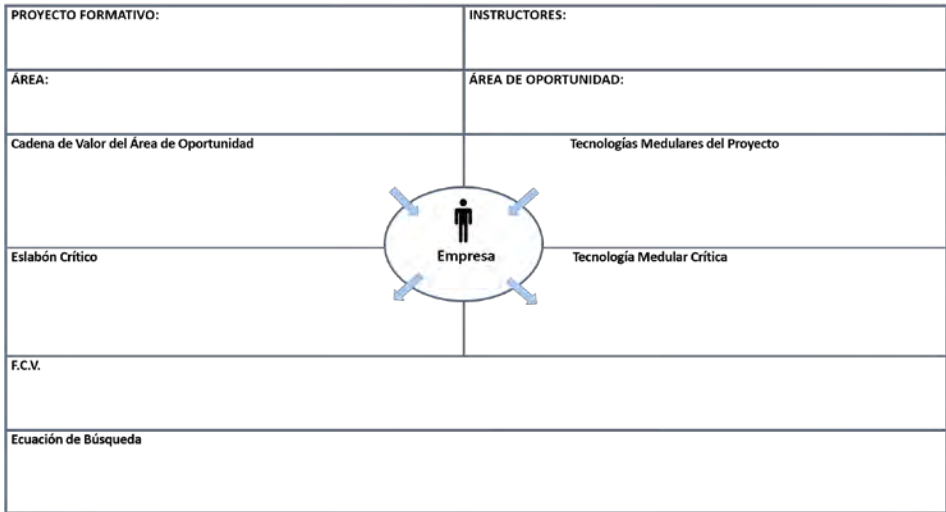 PROYECTO FORMATIVO:
INSTRUCTORES:
ÁREA:
ÁREA DE OPORTUNIDAD:
Cadena de Valor del Área de Oportunidad
Tecnologías Medulares del Proyecto
Empresa
Eslabón Crítico
Tecnología Medular Crítica
F.C.V.
Ecuación de Búsqueda